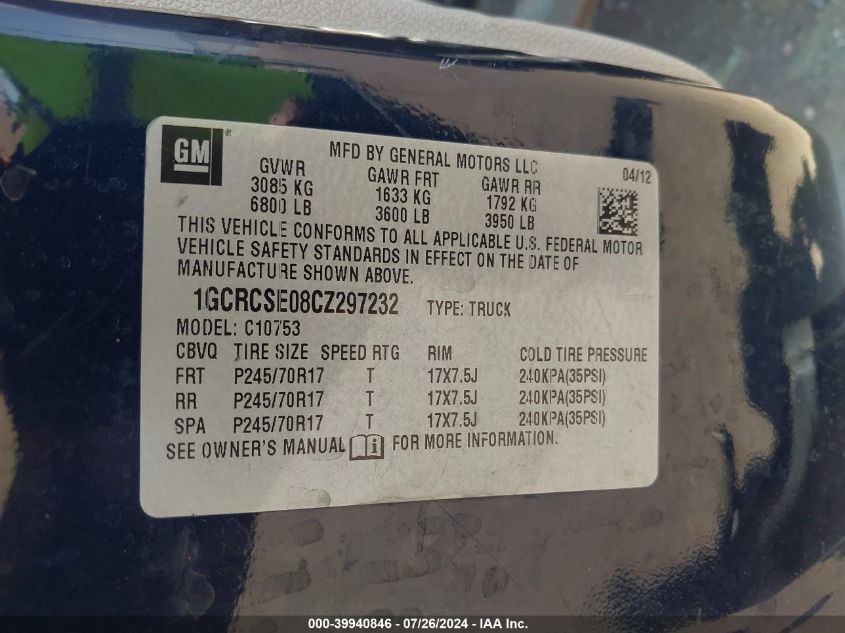 GM®
MFD BY GENERAL MOTORS LLC
04/12
GVWR GAWR FRT GAWR RR
3085 KG 1633 KG 1792 KG
6800 LB 3600 LB 3950 LB
THIS VEHICLE CONFORMS TO ALL APPLICABLE U.S. FEDERAL MOTOR
VEHICLE SAFETY STANDARDS IN EFFECT ON THE DATE OF
MANUFACTURE SHOWN ABOVE.
1GCRCSE08CZ297232 TYPE: TRUCK
MODEL: C10753
CBVQ TIRE SIZE SPEED RTG RIM COLD TIRE PRESSURE
FRT P245/70R17 T 17X7.5J 240KPA(35PSI)
RR P245/70R17 T 17X7.5J 240KPA(35PSI)
SPA P245/70R17 T 17X7.5J 240KPA(35PSI)
SEE OWNER'S MANUAL FOR MORE INFORMATION.
000-39940846 - 07/26/2024 - IAA Inc.